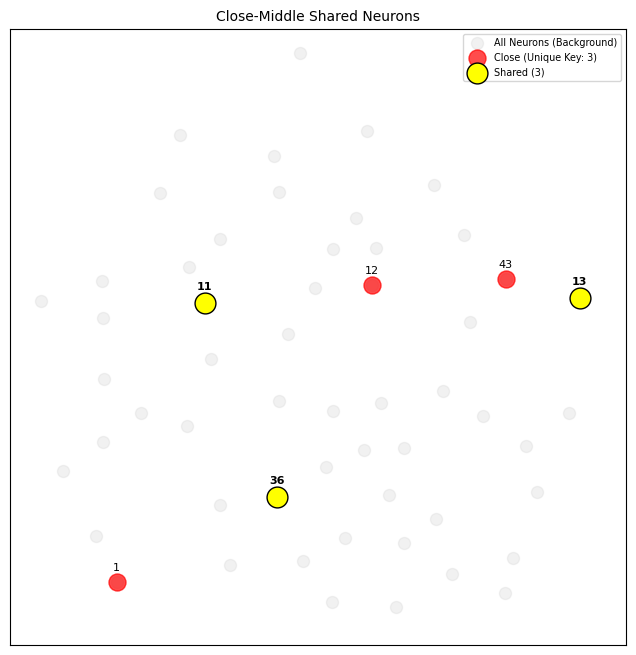 Close-Middle Shared Neurons
All Neurons (Background)
Close (Unique Key: 3)
Shared (3)
12
43
13
11
36
1